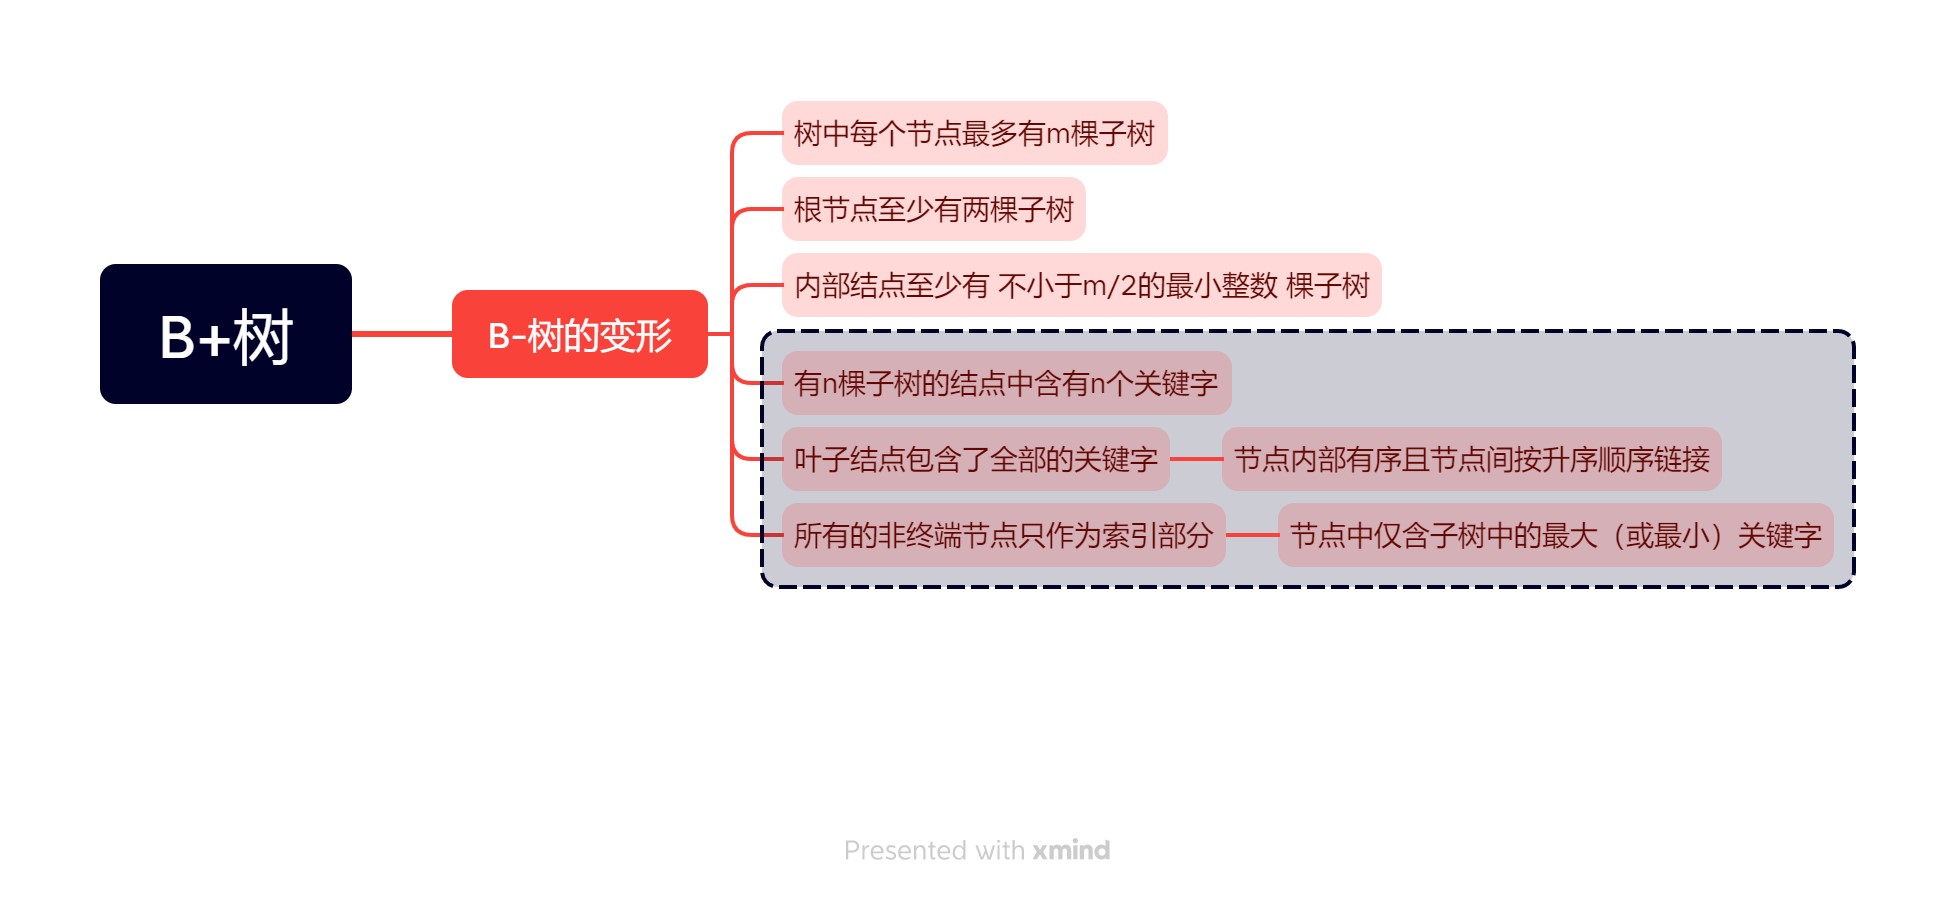 B+树
B-树的变形
树中每个节点最多有m棵子树
根节点至少有两棵子树
内部结点至少有 不小于m/2的最小整数 棵子树
有n棵子树的结点中含有n个关键字
叶子结点包含了全部的关键字
节点内部有序且节点间按升序顺序链接
所有的非终端节点只作为索引部分
节点中仅含子树中的最大（或最小）关键字
Presented with xmind